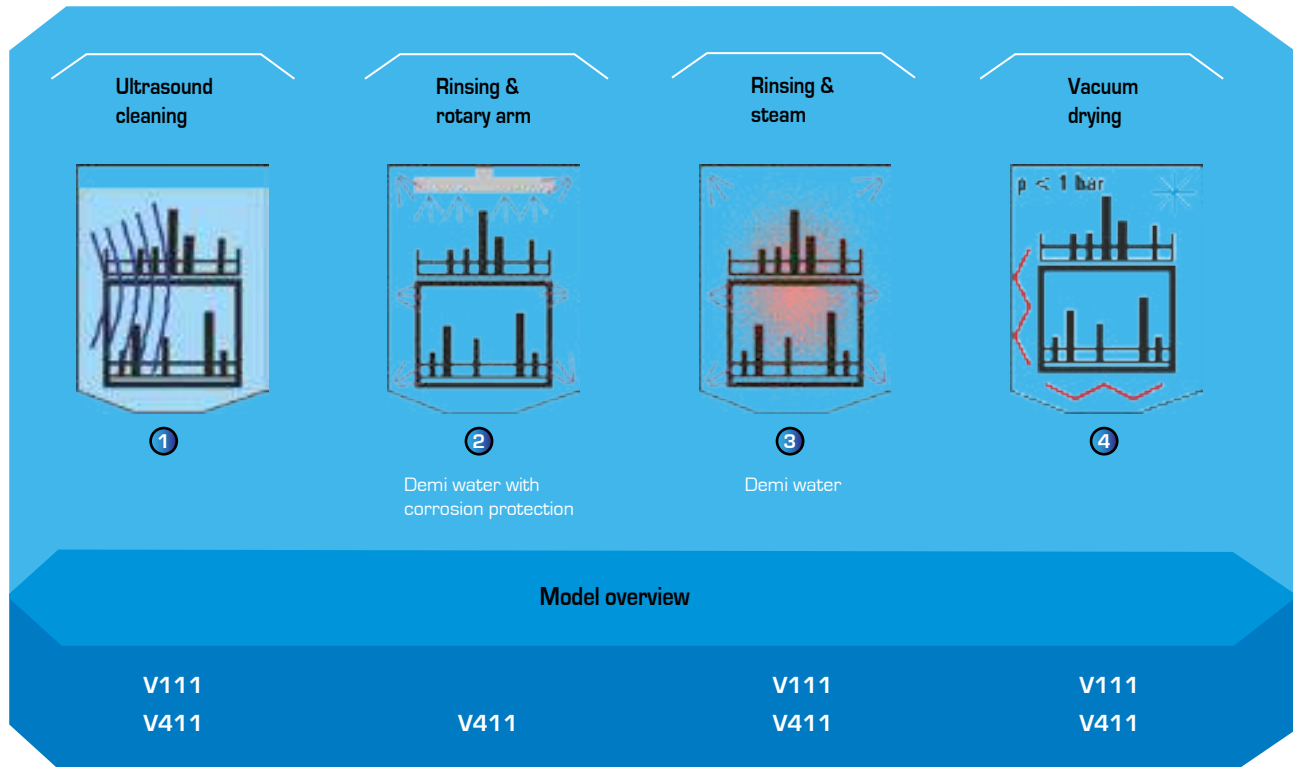 Ultrasound
cleaning
Rinsing &
rotary arm
Rinsing &
steam
Vacuum
drying
p < 1 bar
1
2
3
4
Demi water with
corrosion protection
Demi water
Model overview
V111
V111
V111
V411
V411
V411
V411